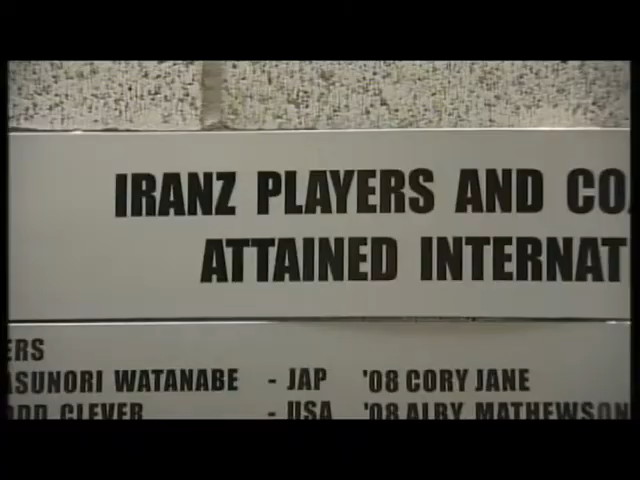 IRANZ PLAYERS AND CO
ATTAINED INTERNAT
ERS
ASUNORI WATANABE - JAP '08 CORY JANE
ODD CLEVER - USA '08 ALBY MATHEWSON